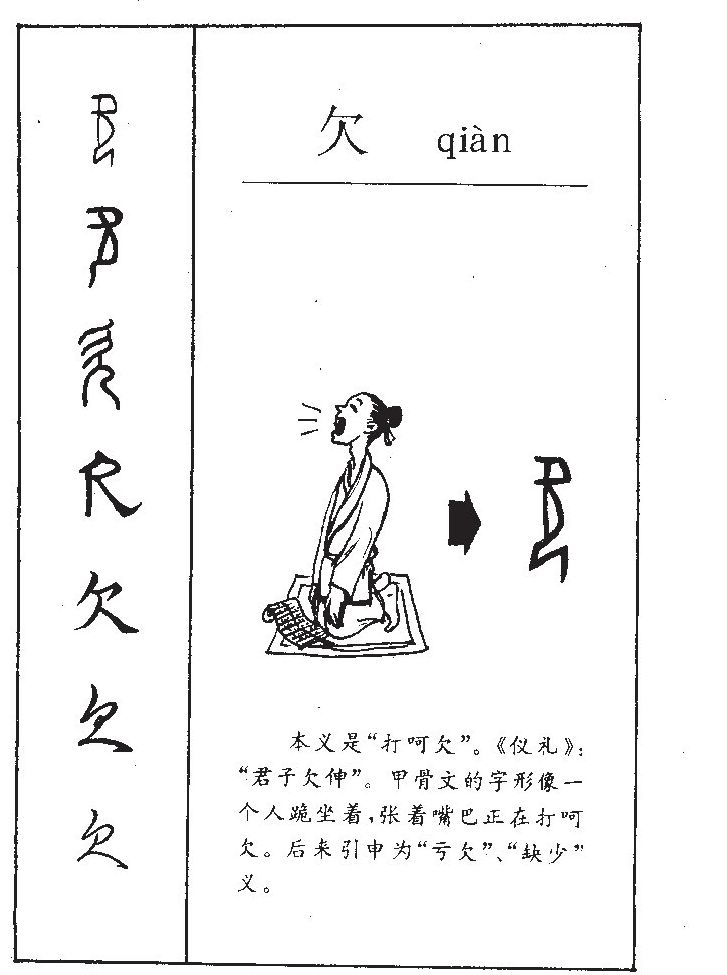 欠 qiàn
本义是“打呵欠”。《仪礼》：
“君子欠伸”。甲骨文的字形像一
个人跪坐着，张着嘴巴正在打呵
欠。后来引申为“亏欠”、“缺少”
义。
欠
欠
欠